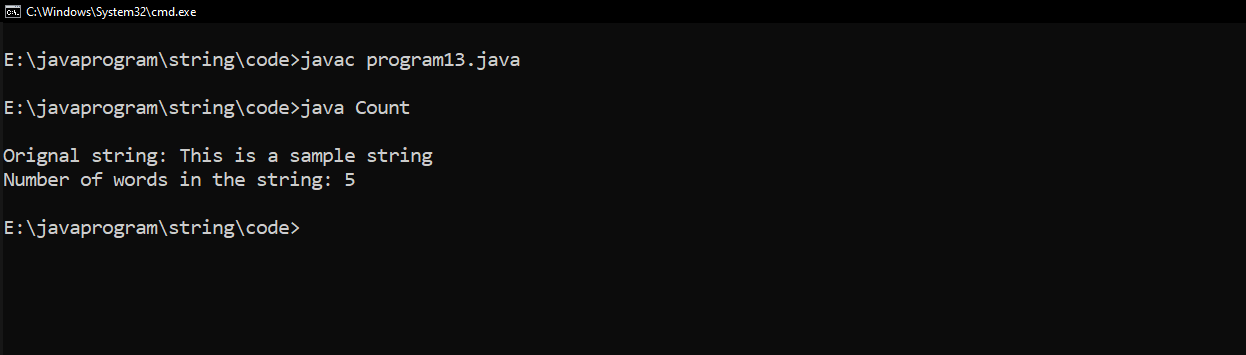 C:\Windows\System32\cmd.exe
E:\javaprogram\string\code>javac program13.java
E:\javaprogram\string\code>java Count
Orignal string: This is a sample string
Number of words in the string: 5
E:\javaprogram\string\code>